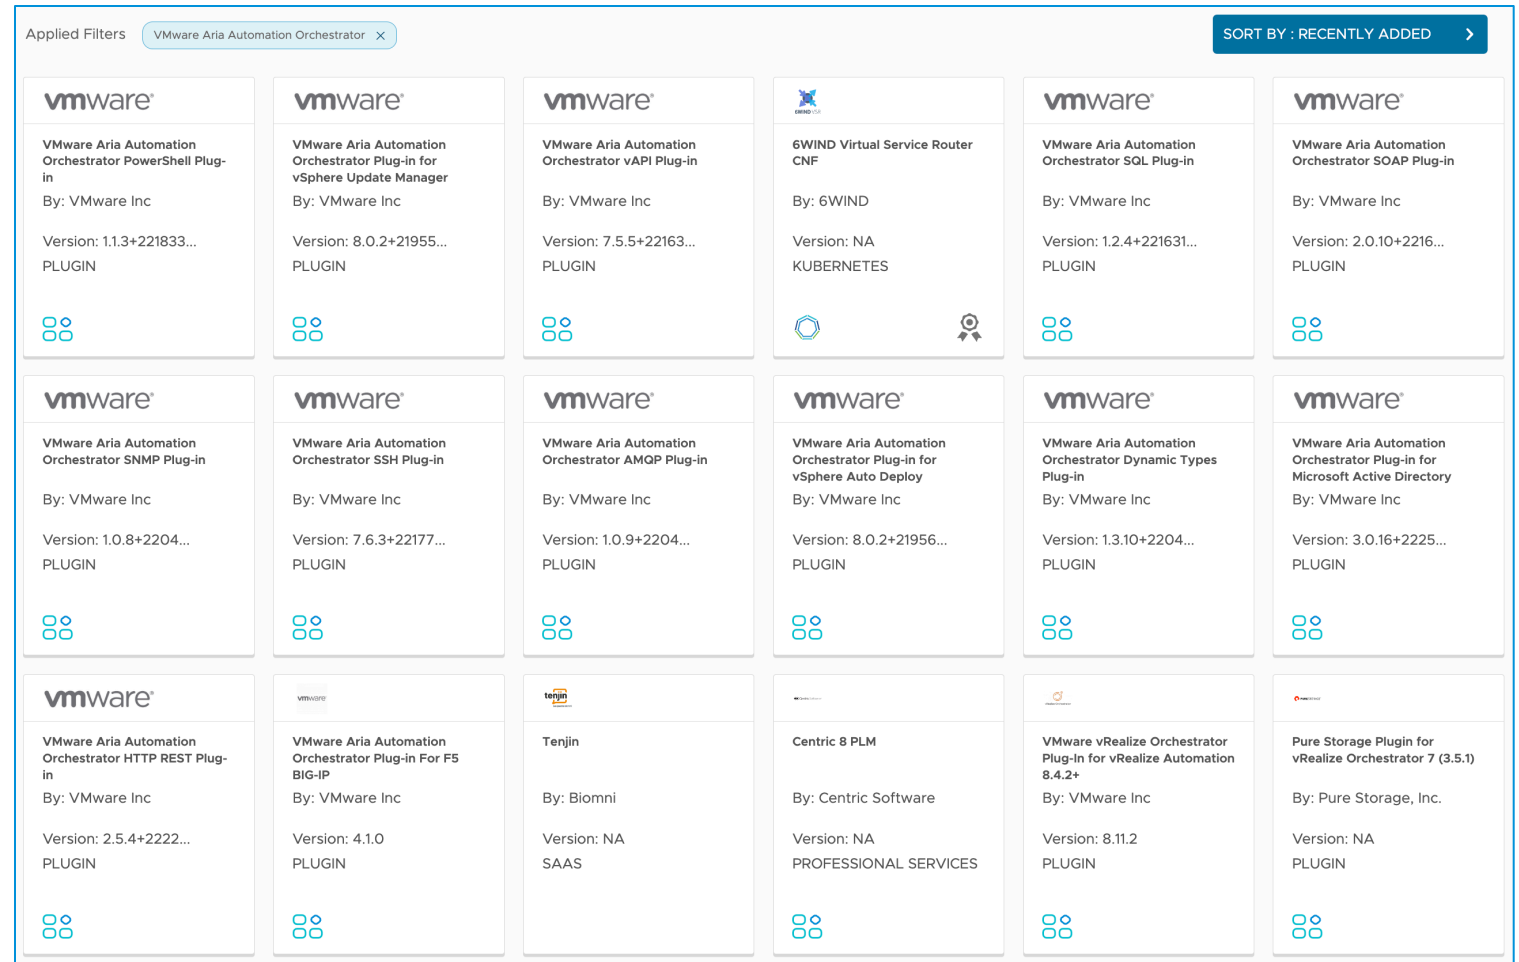 Applied Filters
VMware Aria Automation Orchestrator
SORT BY : RECENTLY ADDED
vmware®
VMware Aria Automation
Orchestrator PowerShell Plug-
in
By: VMware Inc
Version: 1.1.3+221833...
PLUGIN
vmware®
VMware Aria Automation
Orchestrator Plug-in for
vSphere Update Manager
By: VMware Inc
Version: 8.0.2+21955...
PLUGIN
vmware®
VMware Aria Automation
Orchestrator vAPI Plug-in
By: VMware Inc
Version: 7.5.5+22163...
PLUGIN
6WIND VSR
6WIND Virtual Service Router
CNF
By: 6WIND
Version: NA
KUBERNETES
vmware®
VMware Aria Automation
Orchestrator SQL Plug-in
By: VMware Inc
Version: 1.2.4+221631...
PLUGIN
vmware®
VMware Aria Automation
Orchestrator SOAP Plug-in
By: VMware Inc
Version: 2.0.10+2216...
PLUGIN
vmware®
VMware Aria Automation
Orchestrator SNMP Plug-in
By: VMware Inc
Version: 1.0.8+2204...
PLUGIN
vmware®
VMware Aria Automation
Orchestrator SSH Plug-in
By: VMware Inc
Version: 7.6.3+22177...
PLUGIN
vmware®
VMware Aria Automation
Orchestrator AMQP Plug-in
By: VMware Inc
Version: 1.0.9+2204...
PLUGIN
vmware®
VMware Aria Automation
Orchestrator Plug-in for
vSphere Auto Deploy
By: VMware Inc
Version: 8.0.2+21956...
PLUGIN
vmware®
VMware Aria Automation
Orchestrator Dynamic Types
Plug-in
By: VMware Inc
Version: 1.3.10+2204...
PLUGIN
vmware®
VMware Aria Automation
Orchestrator Plug-in for
Microsoft Active Directory
By: VMware Inc
Version: 3.0.16+2225...
PLUGIN
vmware®
VMware Aria Automation
Orchestrator HTTP REST Plug-
in
By: VMware Inc
Version: 2.5.4+2222...
PLUGIN
vmware
VMware Aria Automation
Orchestrator Plug-in For F5
BIG-IP
By: VMware Inc
Version: 4.1.0
PLUGIN
tenjin
Tenjin
By: Biomni
Version: NA
SAAS
Centric 8 PLM
By: Centric Software
Version: NA
PROFESSIONAL SERVICES
VMware vRealize Orchestrator
Plug-In for vRealize Automation
8.4.2+
By: VMware Inc
Version: 8.11.2
PLUGIN
Pure Storage Plugin for
vRealize Orchestrator 7 (3.5.1)
By: Pure Storage, Inc.
Version: NA
PLUGIN